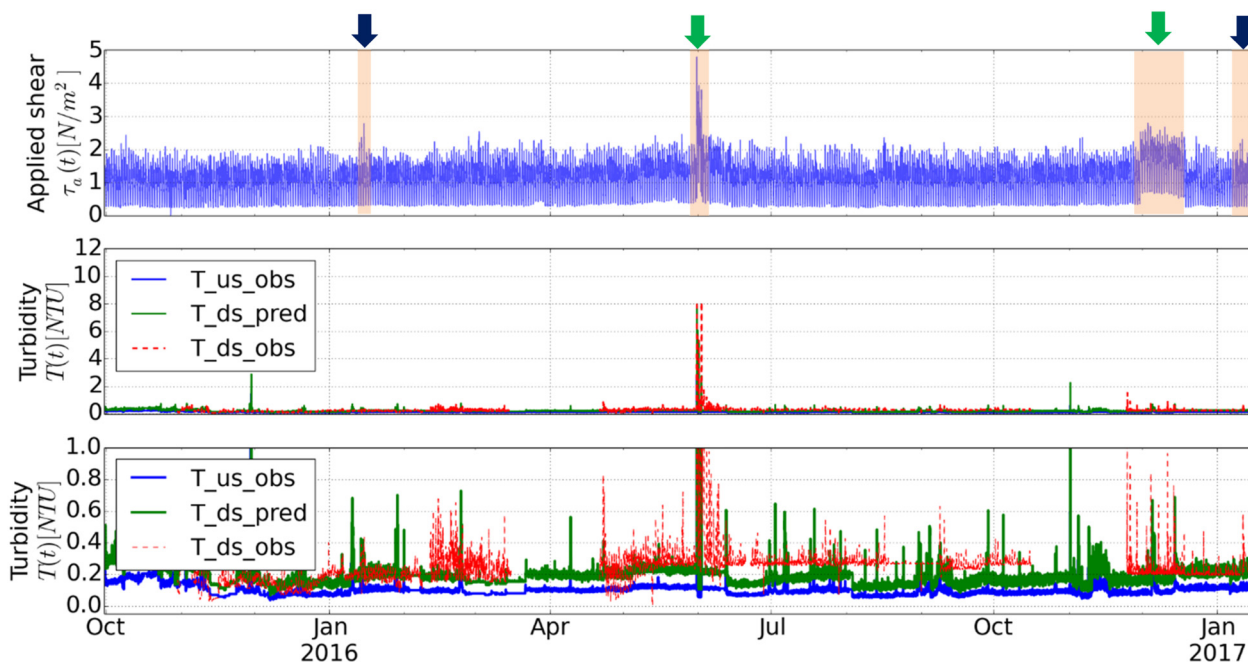 Applied shear
τ_a(t)[N/m²]
5
4
3
2
1
0
Turbidity
T(t)[NTU]
12
10
8
6
4
2
0
T_us_obs
T_ds_pred
T_ds_obs
Turbidity
T(t)[NTU]
1.0
0.8
0.6
0.4
0.2
0.0
T_us_obs
T_ds_pred
T_ds_obs
Oct Jan Apr Jul Oct Jan
2016 2017